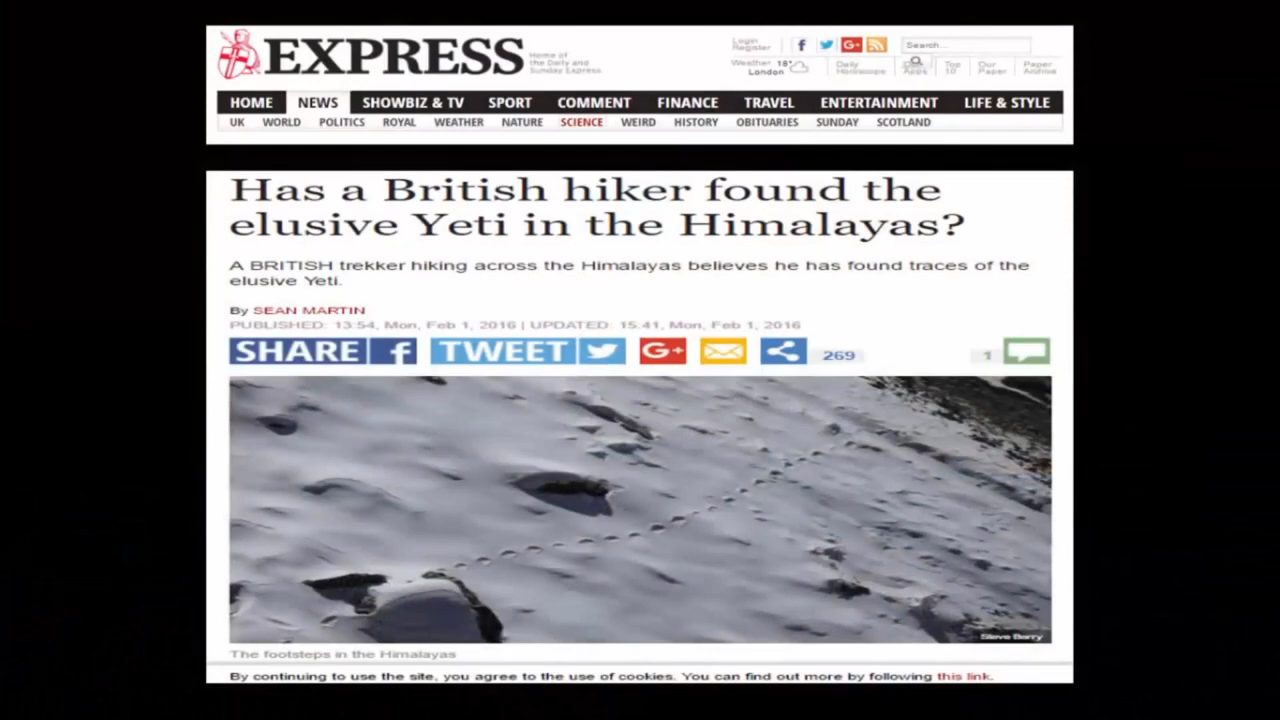 EXPRESS
Home of
the Daily and
Sunday Express
Login
Register
Search...
Weather 18°
London
Daily
Horoscope
Apps
Top
10
Our
Paper
Paper
Archive
HOME NEWS SHOWBIZ & TV SPORT COMMENT FINANCE TRAVEL ENTERTAINMENT LIFE & STYLE
UK WORLD POLITICS ROYAL WEATHER NATURE SCIENCE WEIRD HISTORY OBITUARIES SUNDAY SCOTLAND
Has a British hiker found the
elusive Yeti in the Himalayas?
A BRITISH trekker hiking across the Himalayas believes he has found traces of the
elusive Yeti.
By SEAN MARTIN
PUBLISHED: 13:54, Mon, Feb 1, 2016 | UPDATED: 15:41, Mon, Feb 1, 2016
SHARE f TWEET G+ 269 1
Steve Berry
The footsteps in the Himalayas
By continuing to use the site, you agree to the use of cookies. You can find out more by following this link.